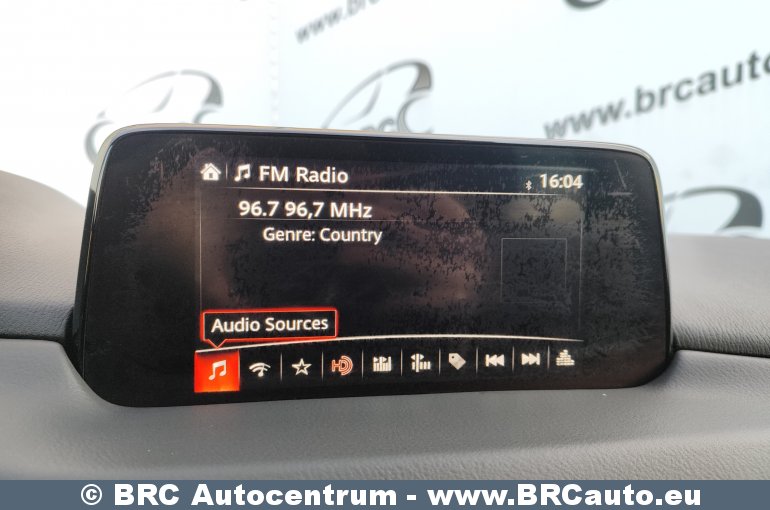 www.brcauto
FM Radio
16:04
96.7 96,7 MHz
Genre: Country
Audio Sources
HD
© BRC Autocentrum - www.BRCauto.eu